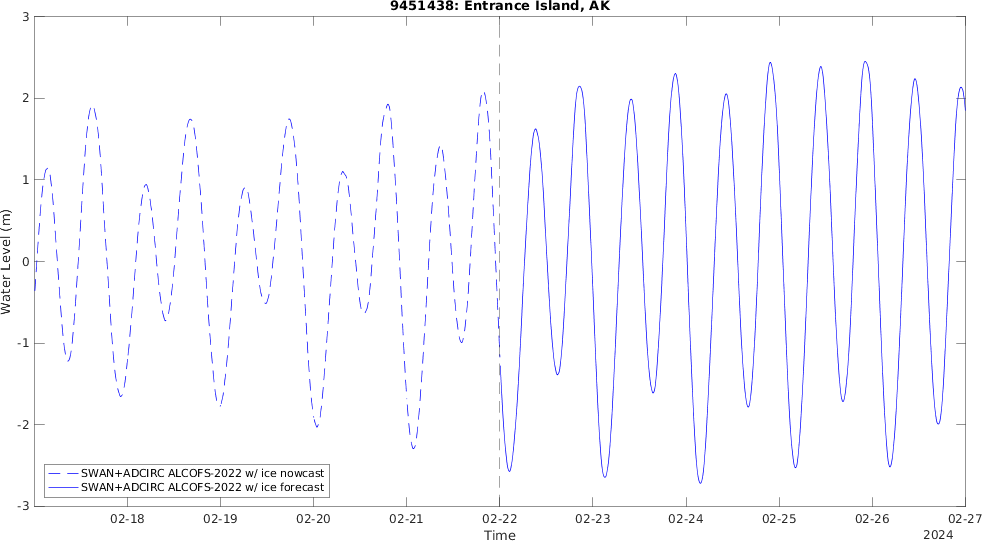 9451438: Entrance Island, AK
Water Level (m)
3
2
1
0
-1
-2
-3
SWAN+ADCIRC ALCOFS-2022 w/ ice nowcast
SWAN+ADCIRC ALCOFS-2022 w/ ice forecast
02-18 02-19 02-20 02-21 02-22 02-23 02-24 02-25 02-26 02-27
Time
2024